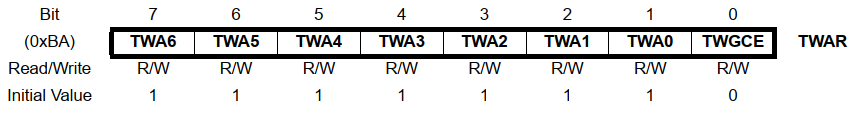 Bit 7 6 5 4 3 2 1 0
(0xBA) TWA6 TWA5 TWA4 TWA3 TWA2 TWA1 TWA0 TWGCE TWAR
Read/Write R/W R/W R/W R/W R/W R/W R/W R/W
Initial Value 1 1 1 1 1 1 1 0